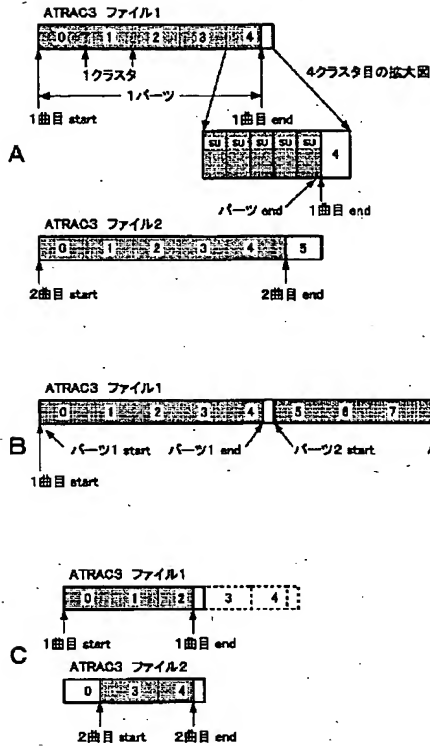 ATRAC3 ファイル1
0 1 2 3 4
1クラスタ
4クラスタ目の拡大図
1パーツ
1曲目 start
1曲目 end
A
SU SU SU SU SU 4
パーツ end
1曲目 end
ATRAC3 ファイル2
0 1 2 3 4 5
2曲目 start
2曲目 end
ATRAC3 ファイル1
0 1 2 3 4 5 6 7
B
パーツ1 start パーツ1 end パーツ2 start
1曲目 start
ATRAC3 ファイル1
0 1 2 3 4
1曲目 start
1曲目 end
C
ATRAC3 ファイル2
0 3 4
2曲目 start
2曲目 end